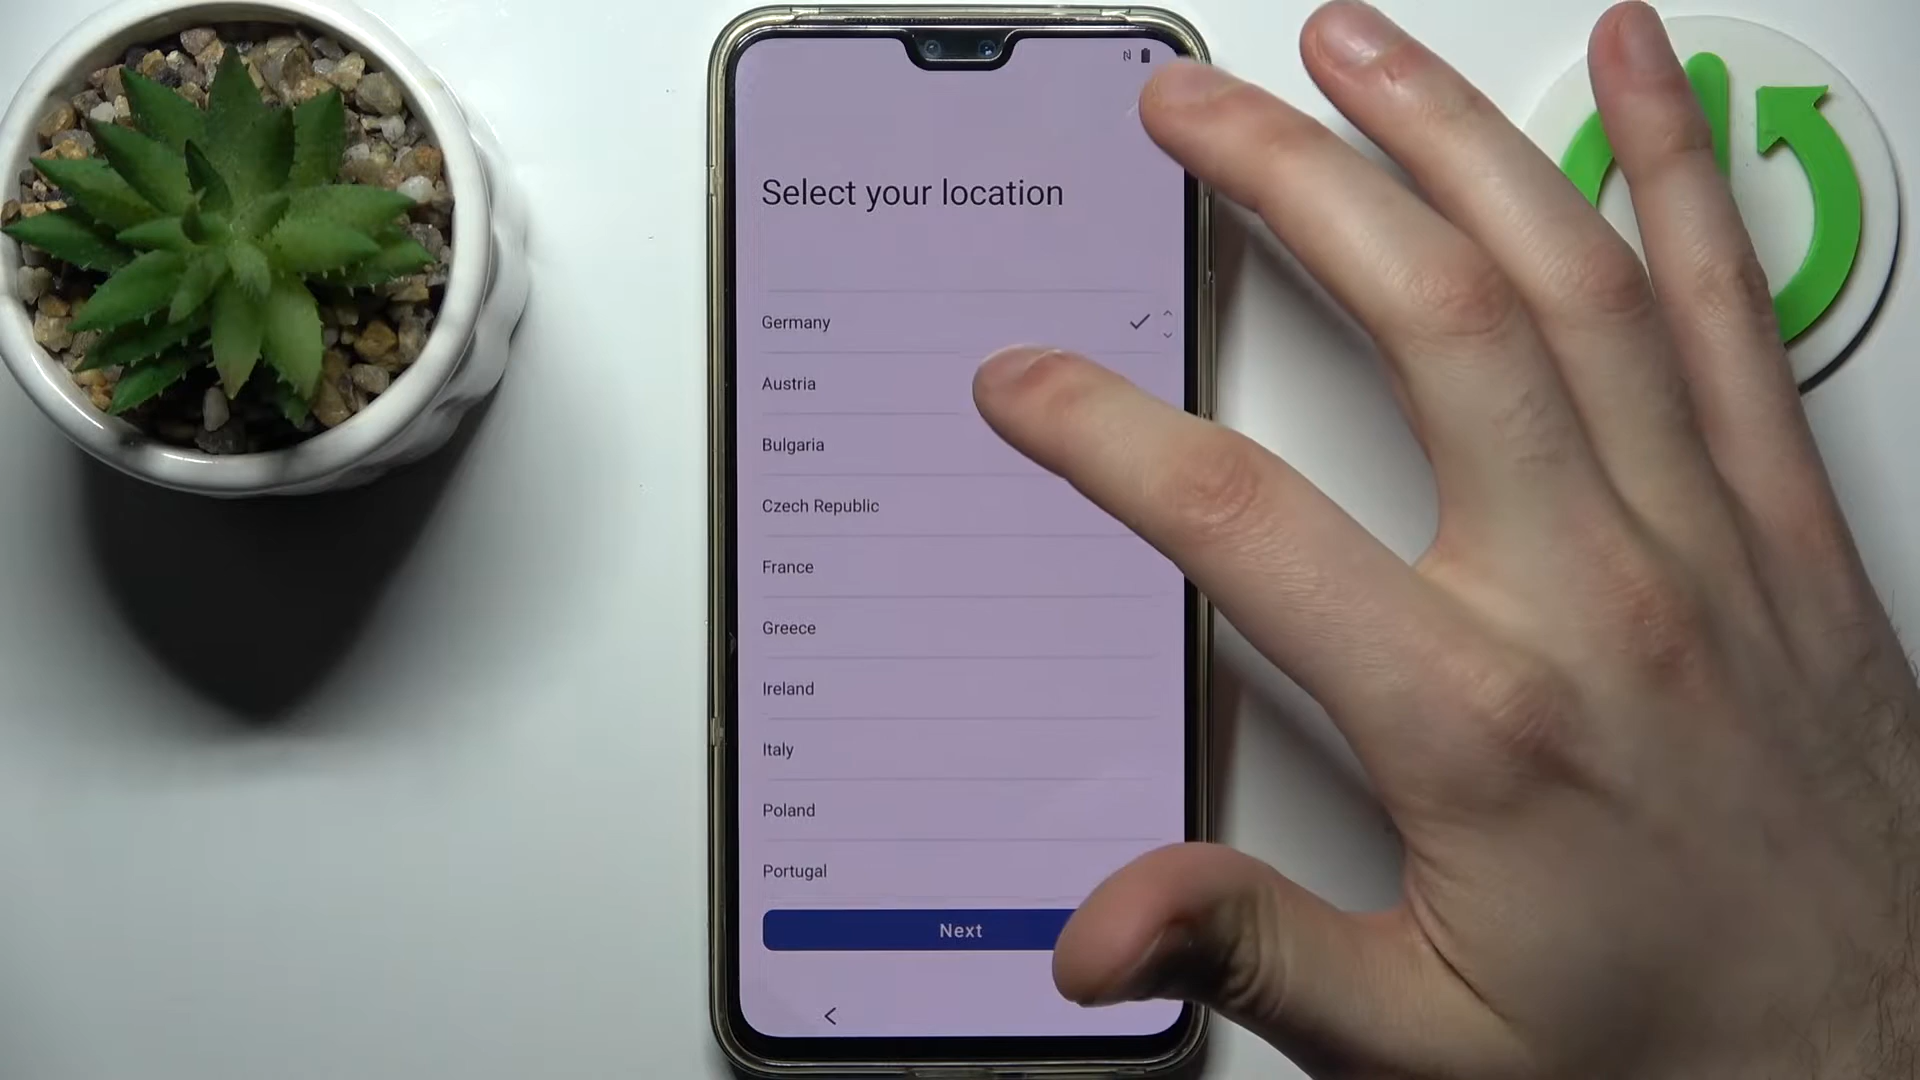 Select your location
Germany
Austria
Bulgaria
Czech Republic
France
Greece
Ireland
Italy
Poland
Portugal
Next